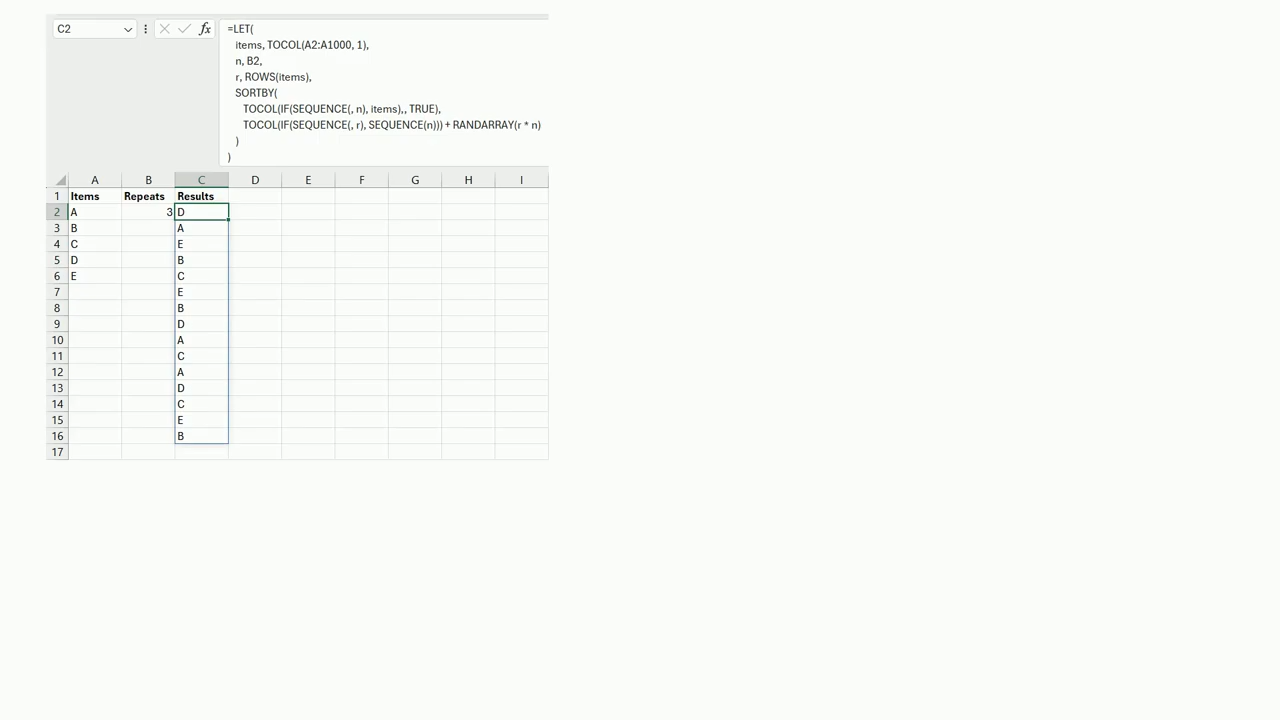 C2 fx =LET(
items, TOCOL(A2:A1000, 1),
n, B2,
r, ROWS(items),
SORTBY(
TOCOL(IF(SEQUENCE(, n), items),, TRUE),
TOCOL(IF(SEQUENCE(, r), SEQUENCE(n))) + RANDARRAY(r * n)
)
)
A B C D E F G H I
1 Items Repeats Results
2 A 3 D
3 B A
4 C E
5 D B
6 E C
7 E
8 B
9 D
10 A
11 C
12 A
13 D
14 C
15 E
16 B
17